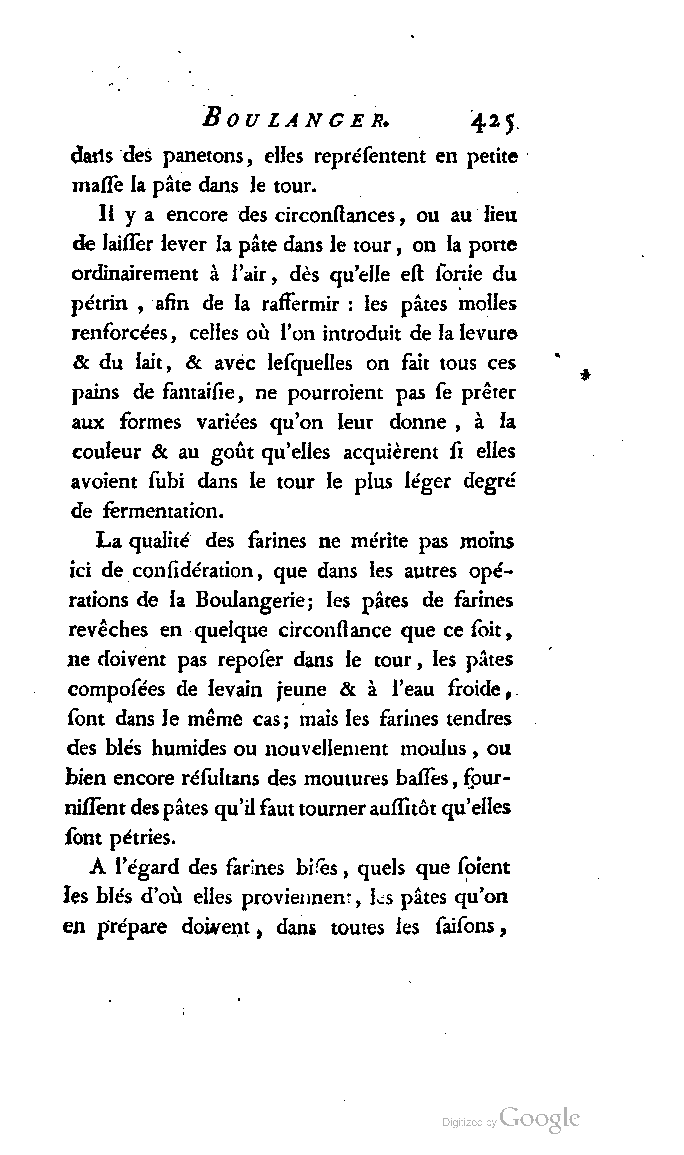 BOULANGER. 425
dans des panetons, elles repréſentent en petite
maſſe la pâte dans le tour.
Il y a encore des circonſtances, ou au lieu
de laiſſer lever la pâte dans le tour, on la porte
ordinairement à l'air, dès qu'elle eſt ſortie du
pétrin, afin de la raffermir : les pâtes molles
renforcées, celles où l'on introduit de la levure
& du lait, & avec leſquelles on fait tous ces
pains de fantaiſie, ne pourroient pas ſe prêter
aux formes variées qu'on leur donne, à la
couleur & au goût qu'elles acquièrent ſi elles
avoient ſubi dans le tour le plus léger degré
de fermentation.
La qualité des farines ne mérite pas moins
ici de conſidération, que dans les autres opé-
rations de la Boulangerie; les pâtes de farines
revêches en quelque circonſtance que ce ſoit,
ne doivent pas repoſer dans le tour, les pâtes
compoſées de levain jeune & à l'eau froide,
ſont dans le même cas; mais les farines tendres
des blés humides ou nouvellement moulus, ou
bien encore réſultans des moutures baſſes, four-
niſſent des pâtes qu'il faut tourner auſſitôt qu'elles
ſont pétries.
A l'égard des farines biſes, quels que ſoient
les blés d'où elles proviennent, les pâtes qu'on
en prépare doivent, dans toutes les ſaiſons,
Digitized by Google